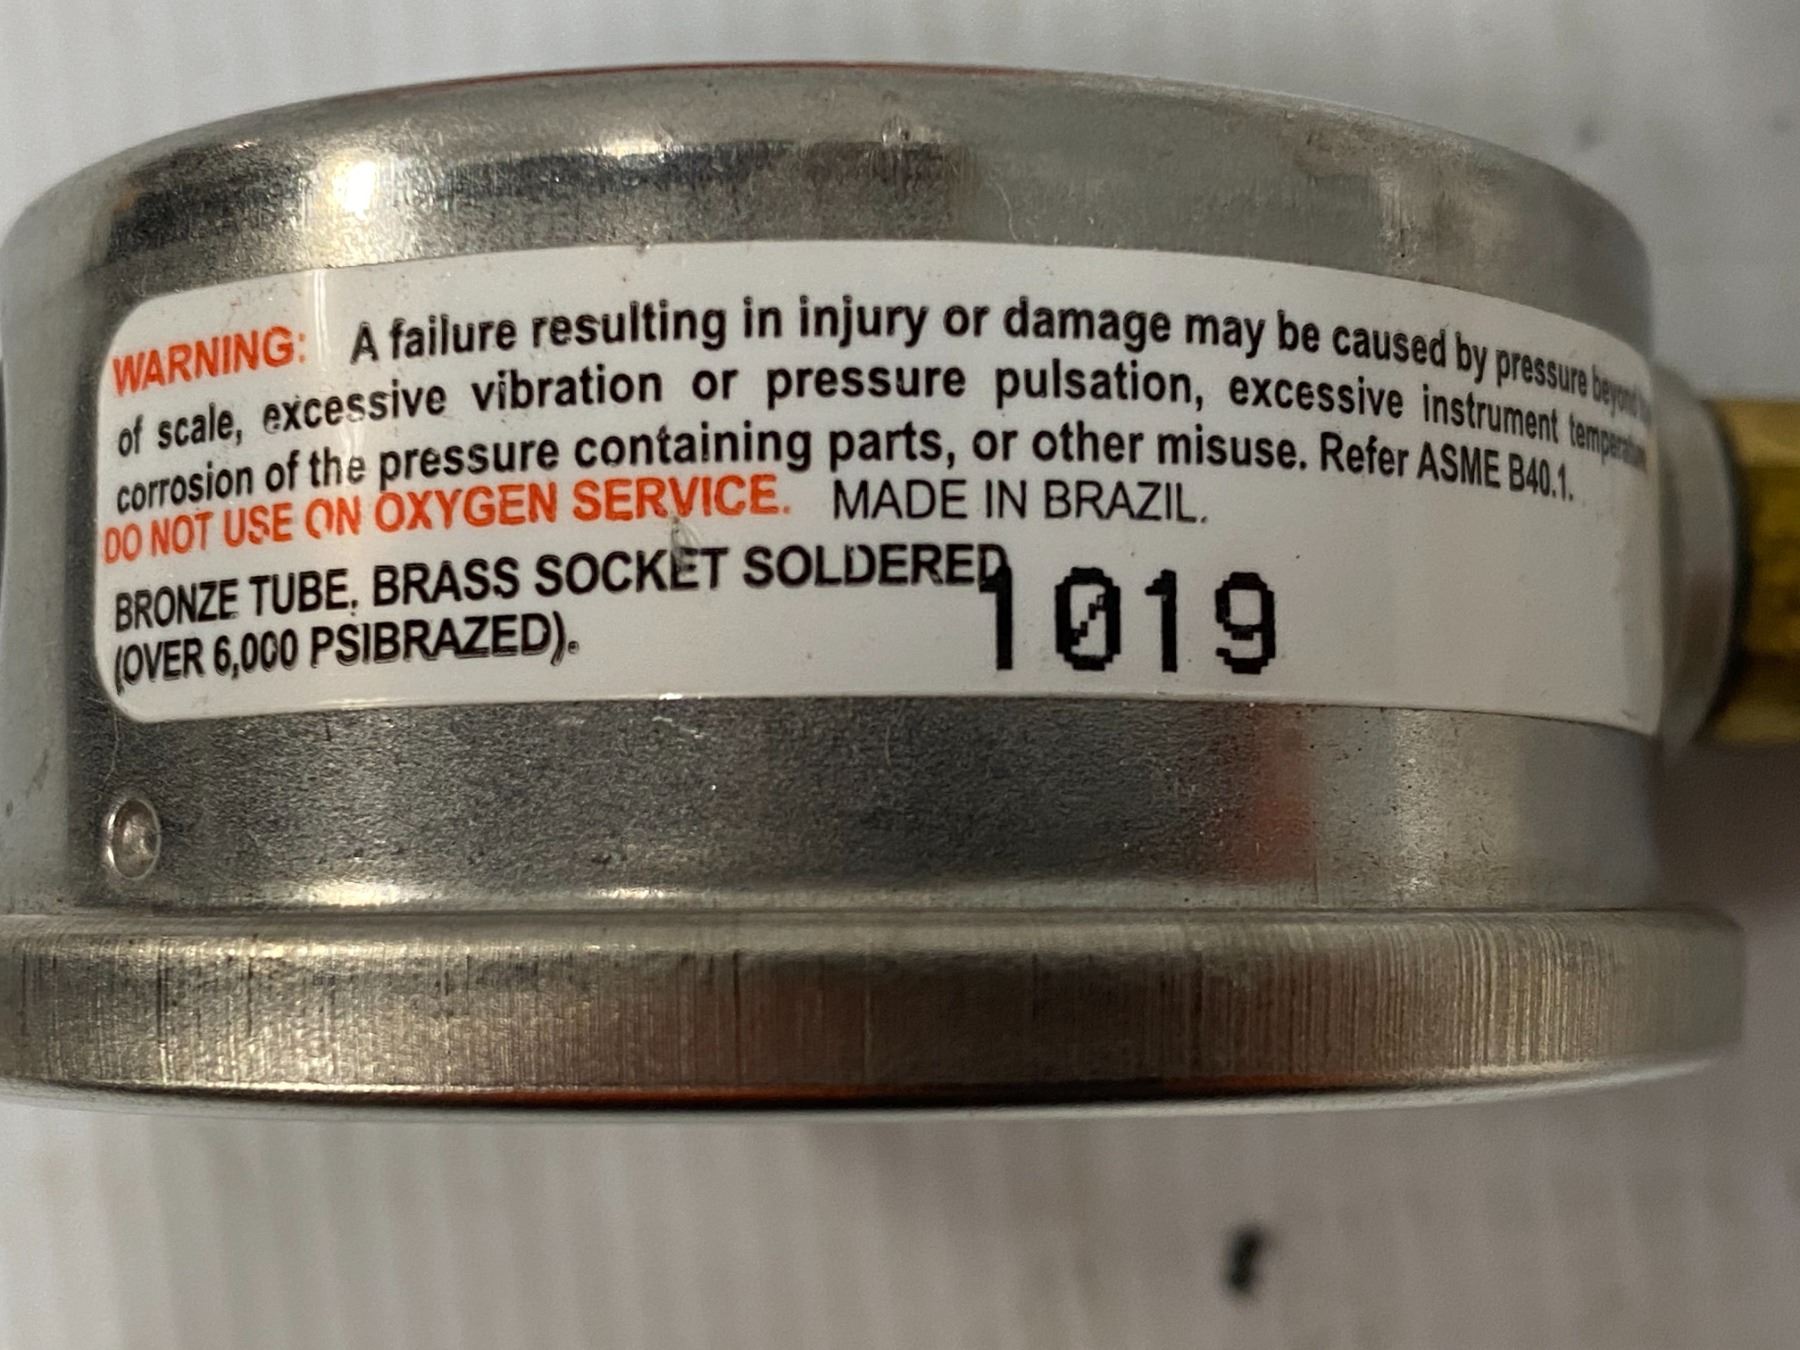 WARNING: A failure resulting in injury or damage may be caused by pressure beyond
of scale, excessive vibration or pressure pulsation, excessive instrument
corrosion of the pressure containing parts, or other misuse. Refer ASME B40.1.
DO NOT USE ON OXYGEN SERVICE. MADE IN BRAZIL.
BRONZE TUBE, BRASS SOCKET SOLDERED
(OVER 6,000 PSIBRAZED).
1019